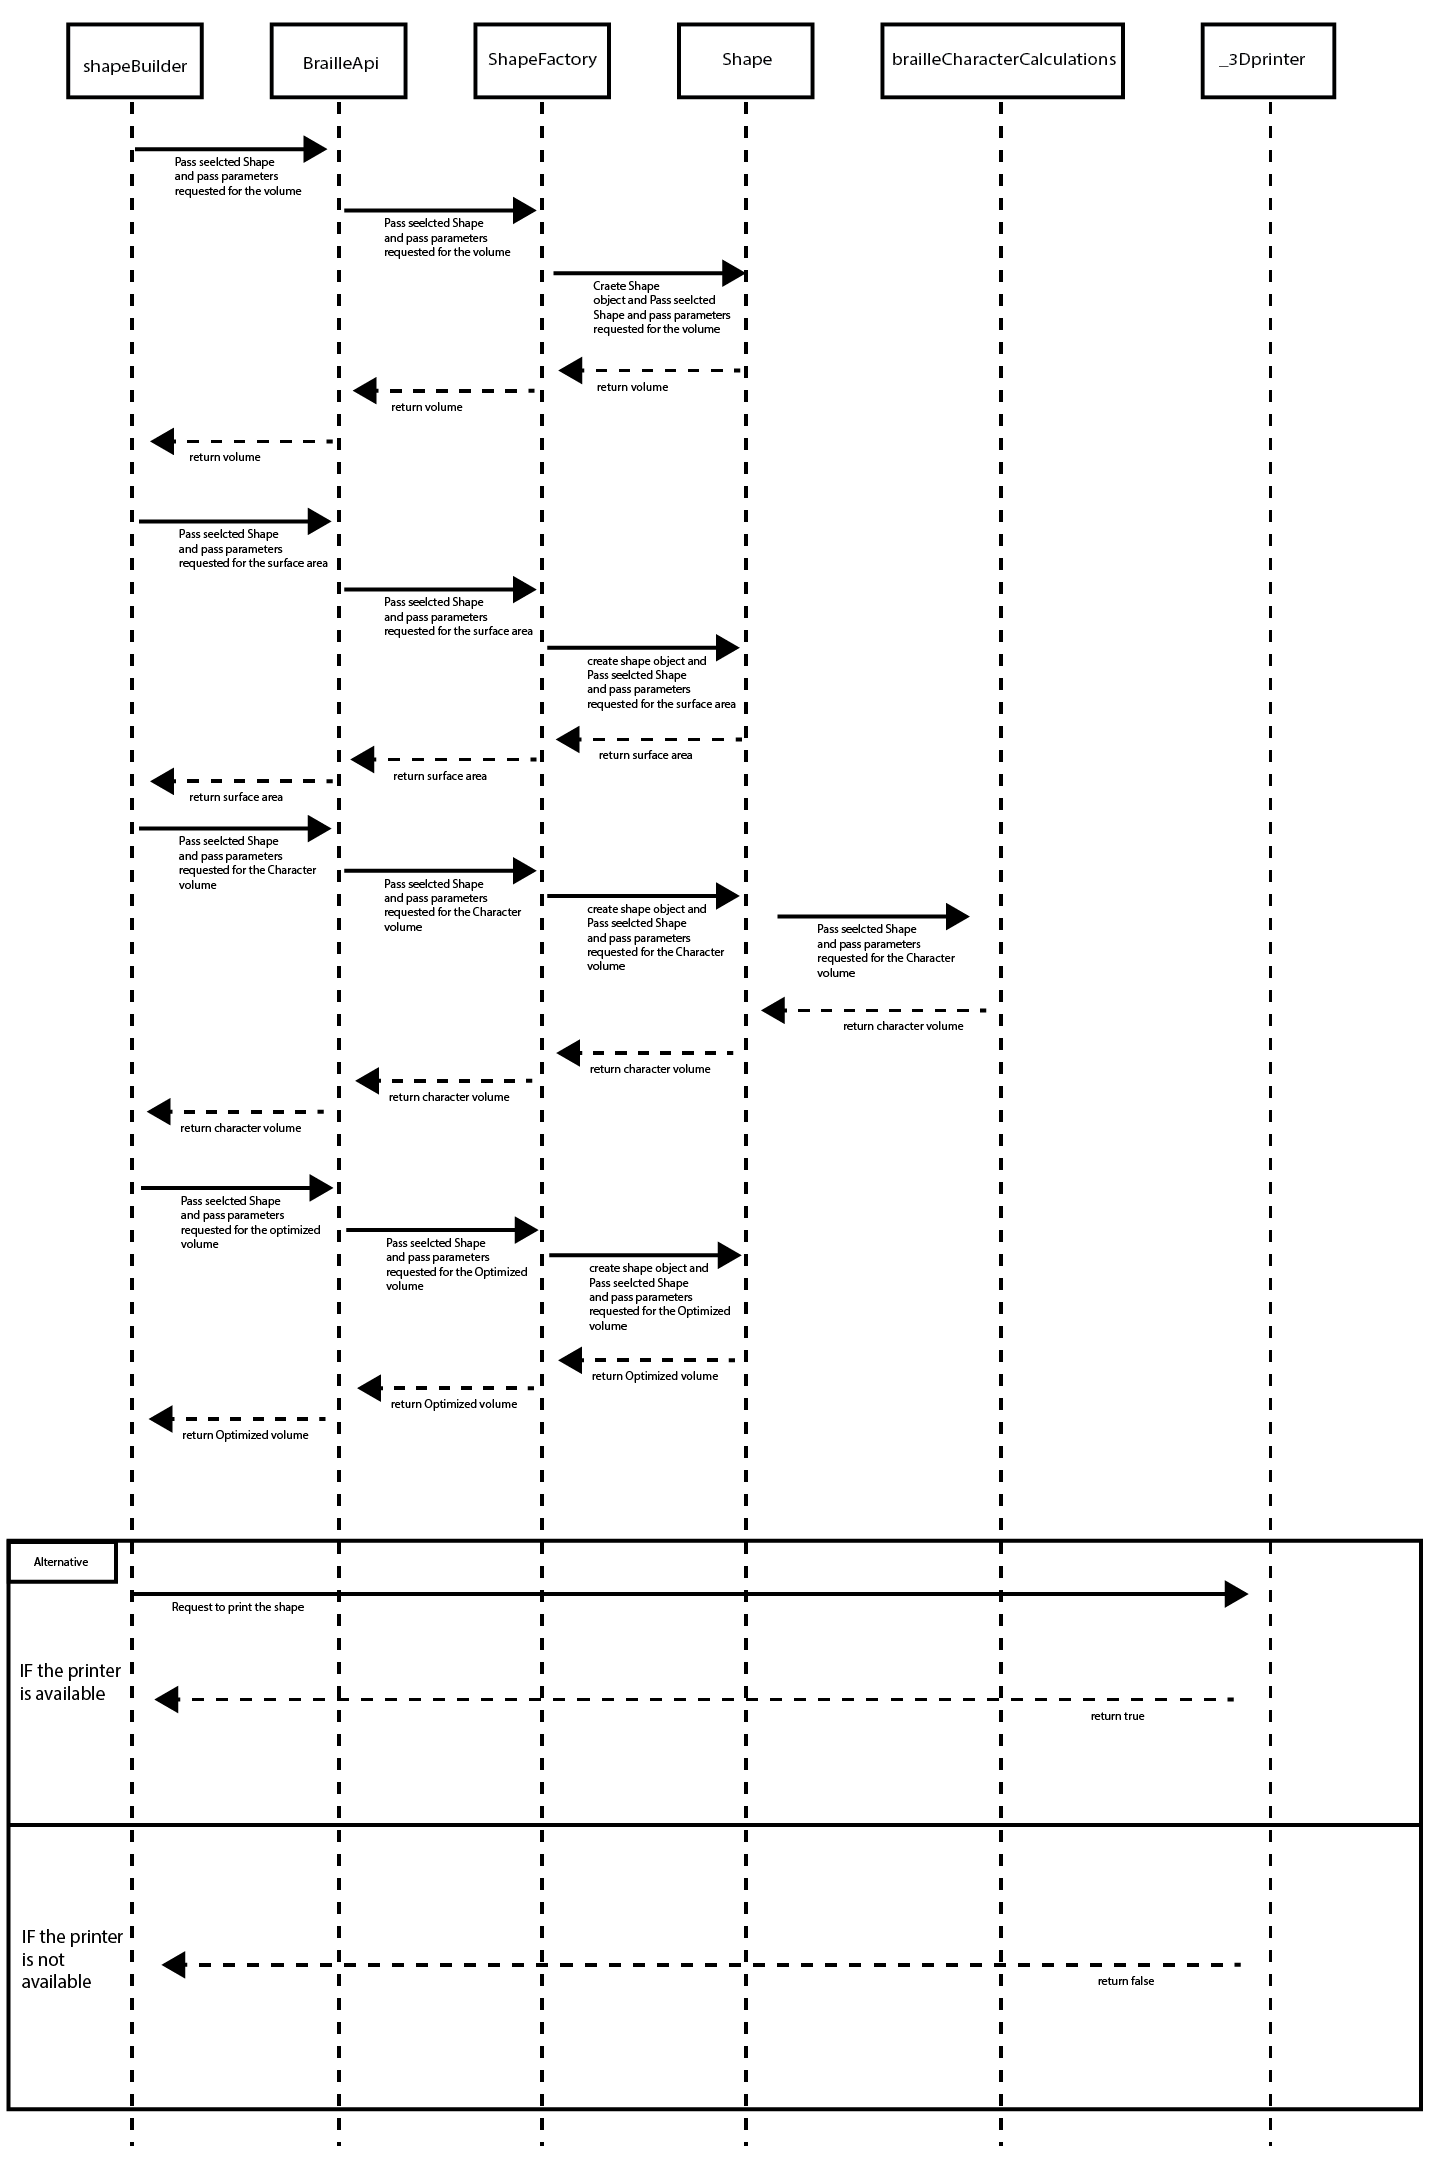 shapeBuilder
BrailleApi
ShapeFactory
Shape
brailleCharacterCalculations
_3Dprinter
Pass seelcted Shape
and pass parameters
requested for the volume
Pass seelcted Shape
and pass parameters
requested for the volume
Craete Shape
object and Pass seelcted
Shape and pass parameters
requested for the volume
return volume
return volume
return volume
Pass seelcted Shape
and pass parameters
requested for the surface area
Pass seelcted Shape
and pass parameters
requested for the surface area
create shape object and
Pass seelcted Shape
and pass parameters
requested for the surface area
return surface area
return surface area
return surface area
Pass seelcted Shape
and pass parameters
requested for the Character
volume
Pass seelcted Shape
and pass parameters
requested for the Character
volume
create shape object and
Pass seelcted Shape
and pass parameters
requested for the Character
volume
Pass seelcted Shape
and pass parameters
requested for the Character
volume
return character volume
return character volume
return character volume
return character volume
Pass seelcted Shape
and pass parameters
requested for the optimized
volume
Pass seelcted Shape
and pass parameters
requested for the Optimized
volume
create shape object and
Pass seelcted Shape
and pass parameters
requested for the Optimized
volume
return Optimized volume
return Optimized volume
return Optimized volume
Alternative
Request to print the shape
IF the printer
is available
return true
IF the printer
is not
available
return false